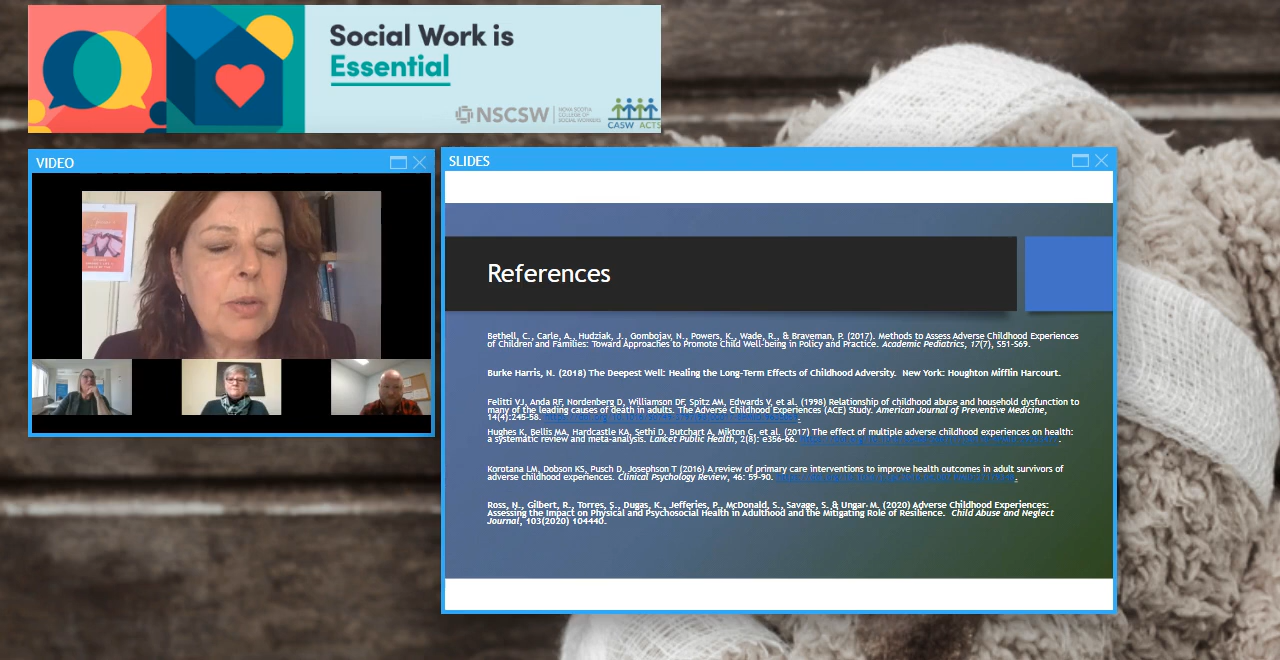 Social Work is
Essential
NSCSW
NOVA SCOTIA
COLLEGE OF
SOCIAL WORKERS
CASW ACTS
VIDEO
SLIDES
References
Bethell, C., Carle, A., Hudziak, J., Gombojav, N., Powers, K., Wade, R., & Braveman, P. (2017). Methods to Assess Adverse Childhood Experiences
of Children and Families: Toward Approaches to Promote Child Well-being in Policy and Practice. Academic Pediatrics, 17(7), S51-S69.
Burke Harris, N. (2018) The Deepest Well: Healing the Long-Term Effects of Childhood Adversity. New York: Houghton Mifflin Harcourt.
Felitti VJ, Anda RF, Nordenberg D, Williamson DF, Spitz AM, Edwards V, et al. (1998) Relationship of childhood abuse and household dysfunction to
many of the leading causes of death in adults. The Adverse Childhood Experiences (ACE) Study. American Journal of Preventive Medicine,
14(4):245-58.
Hughes K, Bellis MA, Hardcastle KA, Sethi D, Butchart A, Mikton C, et al. (2017) The effect of multiple adverse childhood experiences on health:
a systematic review and meta-analysis. Lancet Public Health, 2(8): e356-66.
Korotana LM, Dobson KS, Pusch D, Josephson T (2016) A review of primary care interventions to improve health outcomes in adult survivors of
adverse childhood experiences. Clinical Psychology Review, 46: 59-90.
Ross, N., Gilbert, R., Torres, S., Dugas, K., Jefferies, P., McDonald, S., Savage, S. & Ungar. M. (2020) Adverse Childhood Experiences:
Assessing the Impact on Physical and Psychosocial Health in Adulthood and the Mitigating Role of Resilience. Child Abuse and Neglect
Journal, 103(2020) 104440.